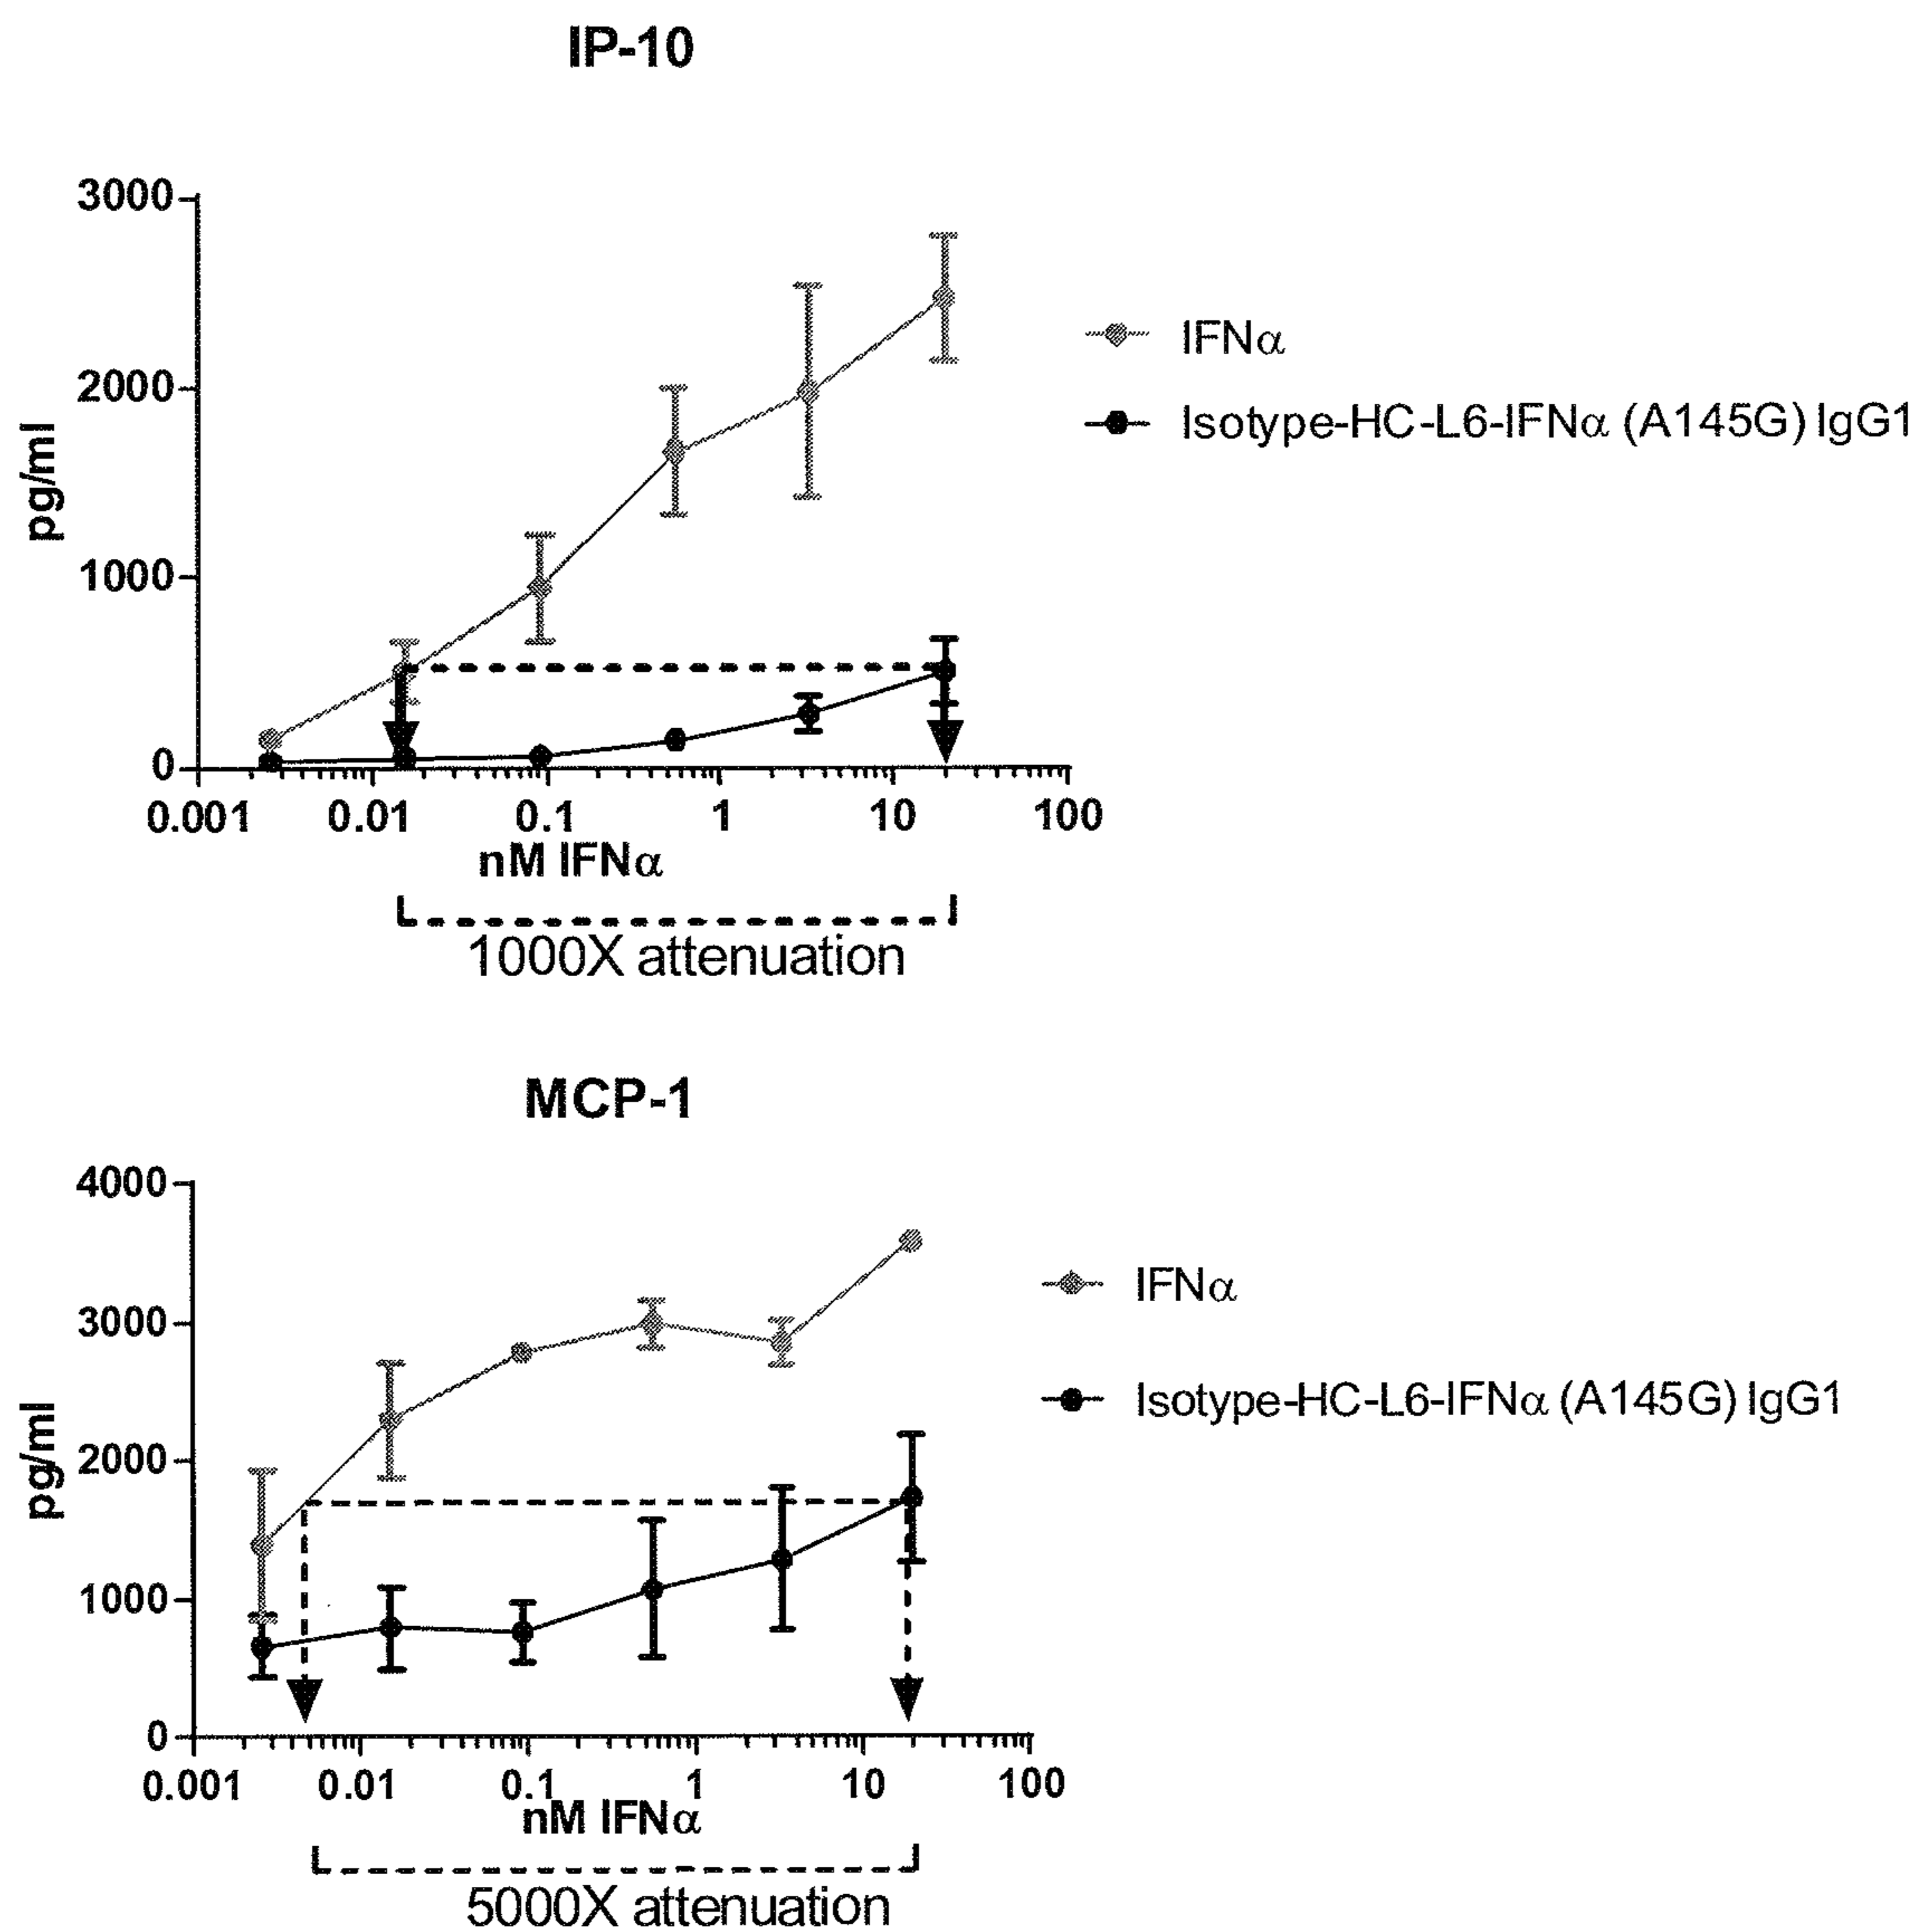 IP-10
3000
2000
1000
0
pg/ml
0.001 0.01 0.1 1 10 100
nM IFNα
1000X attenuation
IFNα
Isotype-HC-L6-IFNα (A145G) IgG1
MCP-1
4000
3000
2000
1000
0
pg/ml
0.001 0.01 0.1 1 10 100
nM IFNα
5000X attenuation
IFNα
Isotype-HC-L6-IFNα (A145G) IgG1